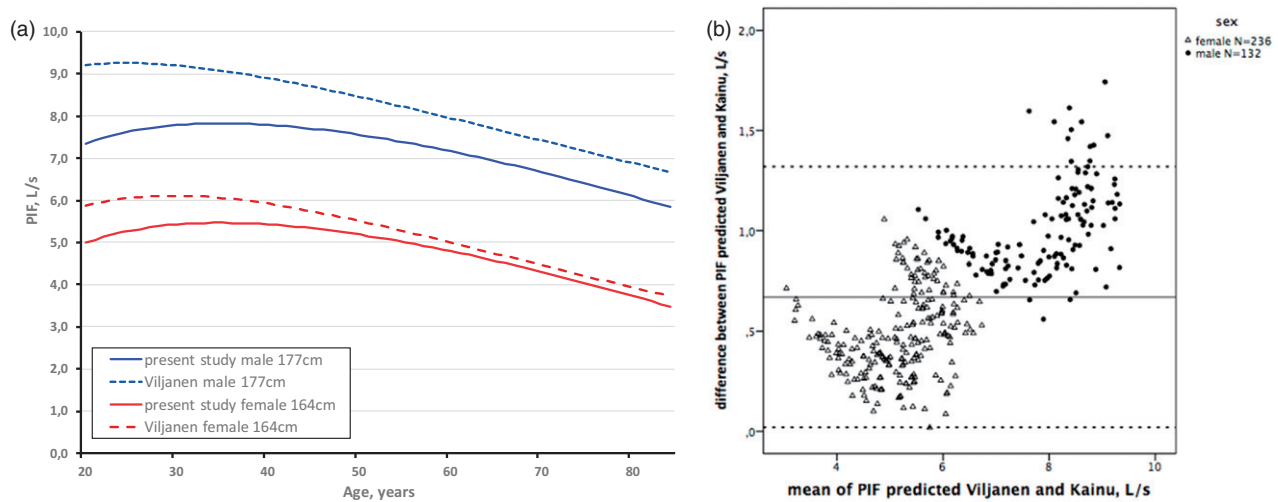 (a)
10,0
9,0
8,0
7,0
6,0
5,0
4,0
3,0
2,0
1,0
0,0
PIF, L/s
20 30 40 50 60 70 80
Age, years
present study male 177cm
Viljanen male 177cm
present study female 164cm
Viljanen female 164cm
(b)
2,0
1,5
1,0
,5
,0
difference between PIF predicted Viljanen and Kainu, L/s
4 6 8 10
mean of PIF predicted Viljanen and Kainu, L/s
sex
female N=236
male N=132